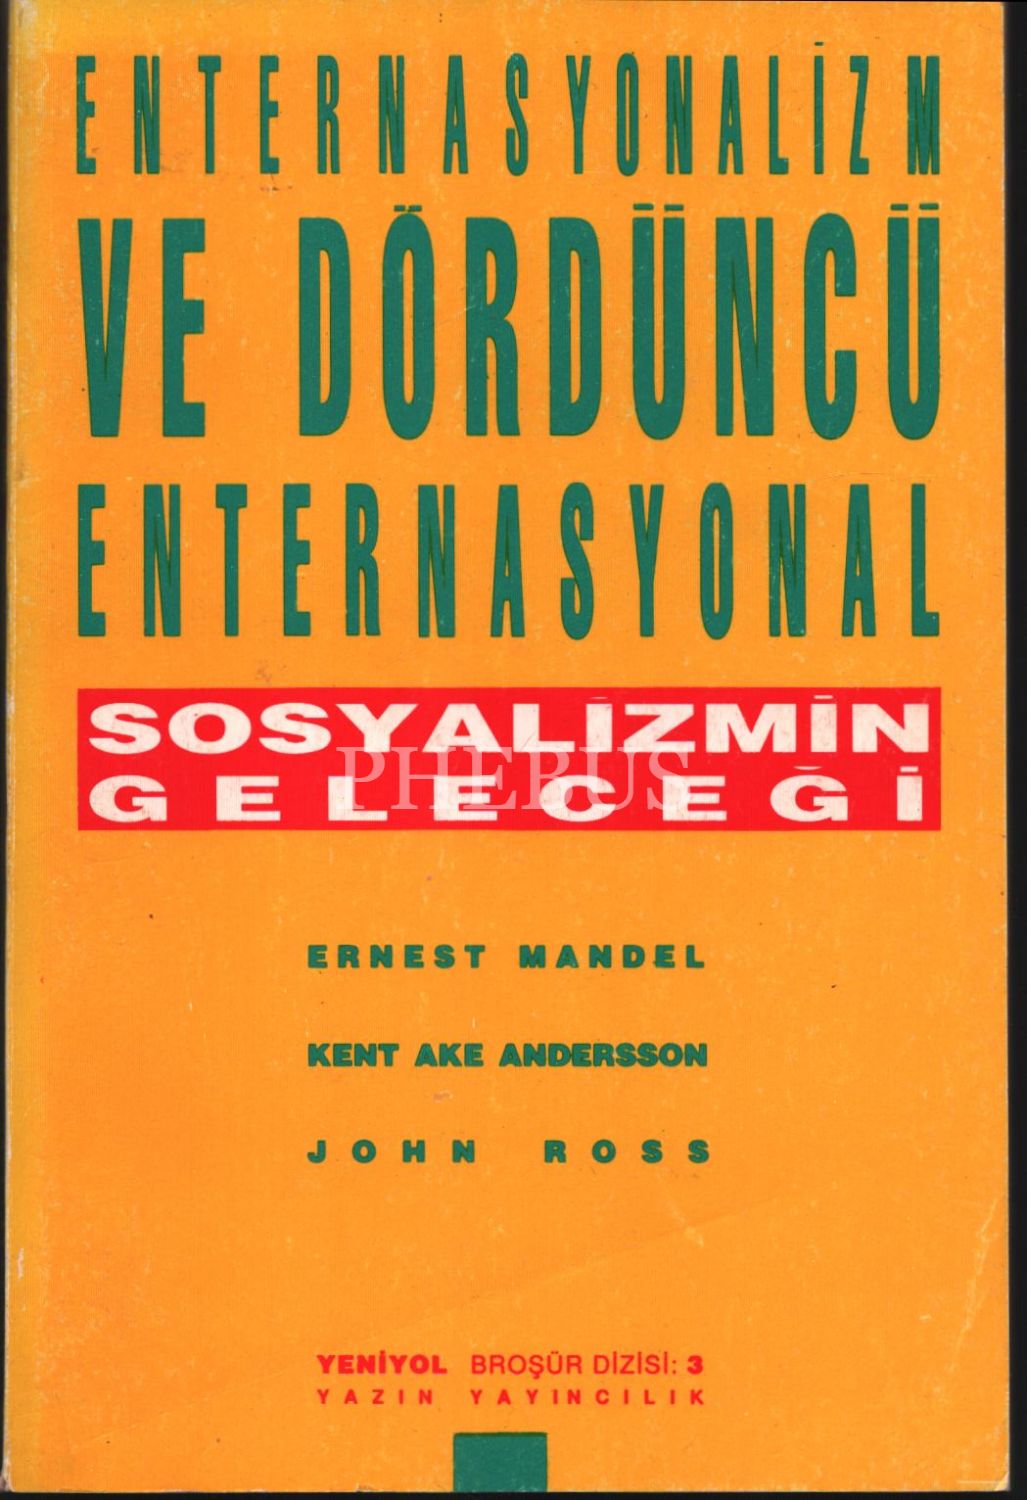 ENTERNASYONALİZM
VE DÖRDÜNCÜ
ENTERNASYONAL
SOSYALİZMİN
GELECEĞİ
PHEBUS
ERNEST MANDEL
KENT AKE ANDERSSON
JOHN ROSS
YENİYOL BROŞÜR DİZİSİ: 3
YAZIN YAYINCILIK